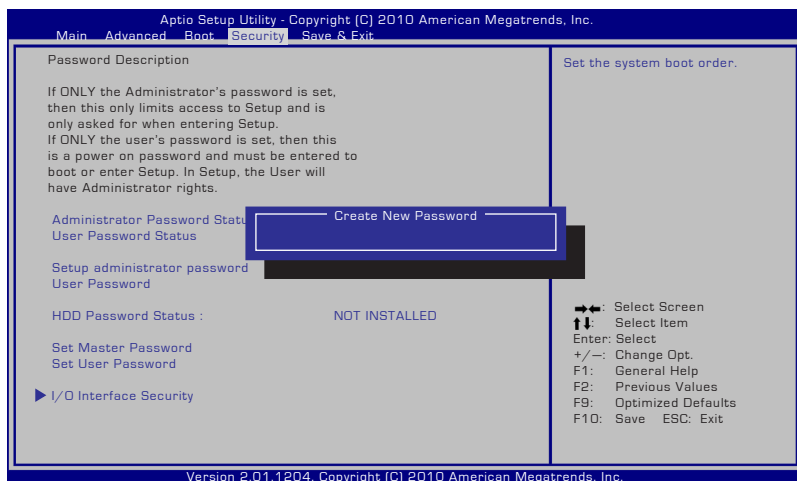 Aptio Setup Utility - Copyright (C) 2010 American Megatrends, Inc.
Main Advanced Boot Security Save & Exit
Password Description
If ONLY the Administrator's password is set,
then this only limits access to Setup and is
only asked for when entering Setup.
If ONLY the user's password is set, then this
is a power on password and must be entered to
boot or enter Setup. In Setup, the User will
have Administrator rights.
Administrator Password
User Password Status
Create New Password
Setup administrator password
User Password
HDD Password Status : NOT INSTALLED
Set Master Password
Set User Password
I/O Interface Security
Set the system boot order.
→←: Select Screen
↑↓: Select Item
Enter: Select
+/—: Change Opt.
F1: General Help
F2: Previous Values
F9: Optimized Defaults
F10: Save ESC: Exit
Version 2.01.1204. Copyright (C) 2010 American Megatrends, Inc.